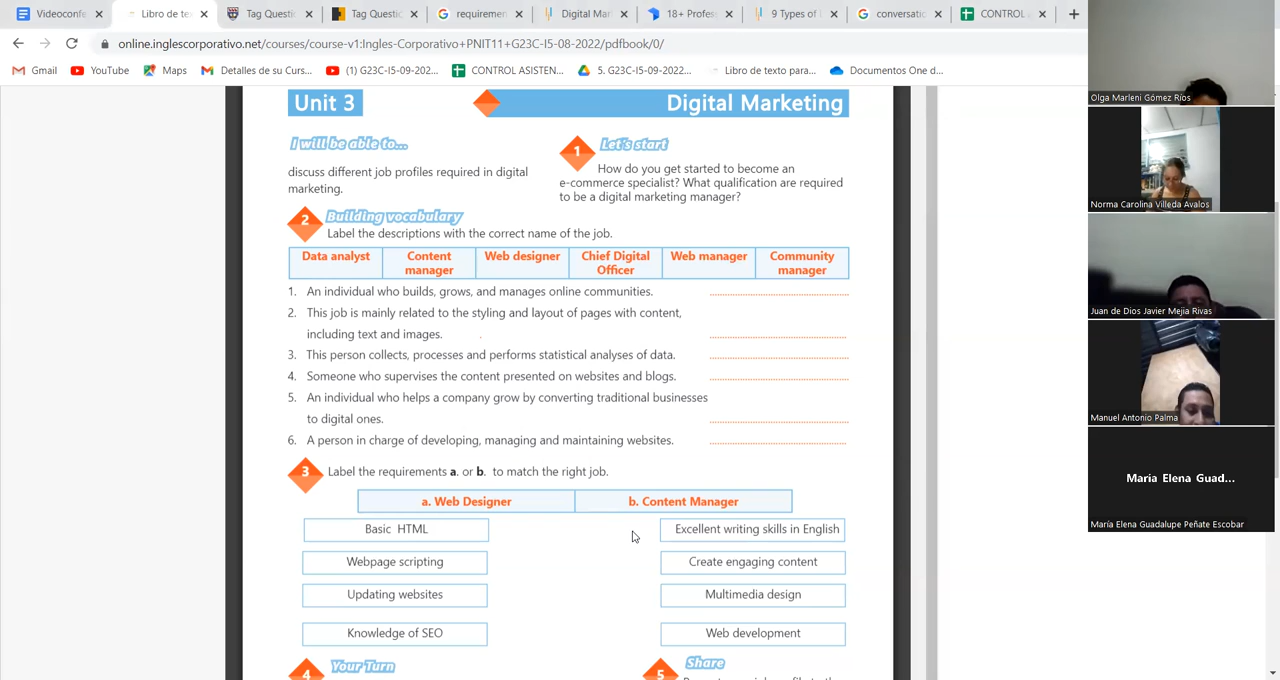 Videoconfe
Libro de te
Tag Questi
Tag Questic
requiremen
Digital Mar
18+ Profes
9 Types of
conversatio
CONTROL
online.inglescorporativo.net/courses/course-v1:Ingles-Corporativo+PNIT11+G23C-I5-08-2022/pdfbook/0/
Gmail
YouTube
Maps
Detalles de su Curs...
(1) G23C-I5-09-202...
CONTROL ASISTEN...
5. G23C-I5-09-2022...
Libro de texto para...
Documentos One d...
Unit 3
Digital Marketing
I will be able to...
discuss different job profiles required in digital
marketing.
1
Let's start
How do you get started to become an
e-commerce specialist? What qualification are required
to be a digital marketing manager?
2
Building vocabulary
Label the descriptions with the correct name of the job.
Data analyst
Content
manager
Web designer
Chief Digital
Officer
Web manager
Community
manager
1. An individual who builds, grows, and manages online communities.
2. This job is mainly related to the styling and layout of pages with content,
including text and images.
3. This person collects, processes and performs statistical analyses of data.
4. Someone who supervises the content presented on websites and blogs.
5. An individual who helps a company grow by converting traditional businesses
to digital ones.
6. A person in charge of developing, managing and maintaining websites.
3
Label the requirements a. or b. to match the right job.
a. Web Designer
b. Content Manager
Basic HTML
Excellent writing skills in English
Webpage scripting
Create engaging content
Updating websites
Multimedia design
Knowledge of SEO
Web development
4
Your Turn
5
Share
Olga Marleni Gómez Ríos
Norma Carolina Villeda Avalos
Juan de Dios Javier Mejia Rivas
Manuel Antonio Palma
María Elena Guad...
María Elena Guadalupe Peñate Escobar